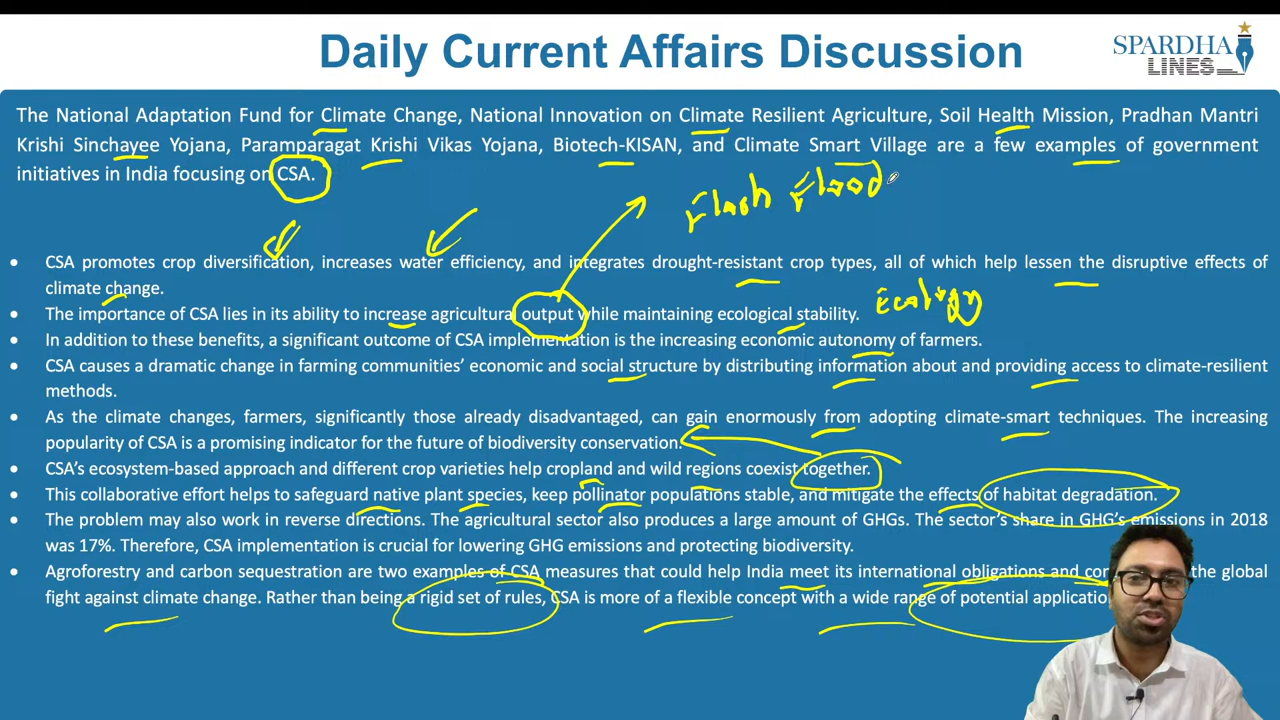 Daily Current Affairs Discussion
SPARDHA
LINES
The National Adaptation Fund for Climate Change, National Innovation on Climate Resilient Agriculture, Soil Health Mission, Pradhan Mantri
Krishi Sinchayee Yojana, Paramparagat Krishi Vikas Yojana, Biotech-KISAN, and Climate Smart Village are a few examples of government
initiatives in India focusing on CSA.
Flash Flood
• CSA promotes crop diversification, increases water efficiency, and integrates drought-resistant crop types, all of which help lessen the disruptive effects of
climate change.
• The importance of CSA lies in its ability to increase agricultural output while maintaining ecological stability.
Ecology
• In addition to these benefits, a significant outcome of CSA implementation is the increasing economic autonomy of farmers.
• CSA causes a dramatic change in farming communities’ economic and social structure by distributing information about and providing access to climate-resilient
methods.
• As the climate changes, farmers, significantly those already disadvantaged, can gain enormously from adopting climate-smart techniques. The increasing
popularity of CSA is a promising indicator for the future of biodiversity conservation.
• CSA’s ecosystem-based approach and different crop varieties help cropland and wild regions coexist together.
• This collaborative effort helps to safeguard native plant species, keep pollinator populations stable, and mitigate the effects of habitat degradation.
• The problem may also work in reverse directions. The agricultural sector also produces a large amount of GHGs. The sector’s share in GHG’s emissions in 2018
was 17%. Therefore, CSA implementation is crucial for lowering GHG emissions and protecting biodiversity.
• Agroforestry and carbon sequestration are two examples of CSA measures that could help India meet its international obligations and the global
fight against climate change. Rather than being a rigid set of rules, CSA is more of a flexible concept with a wide range of potential